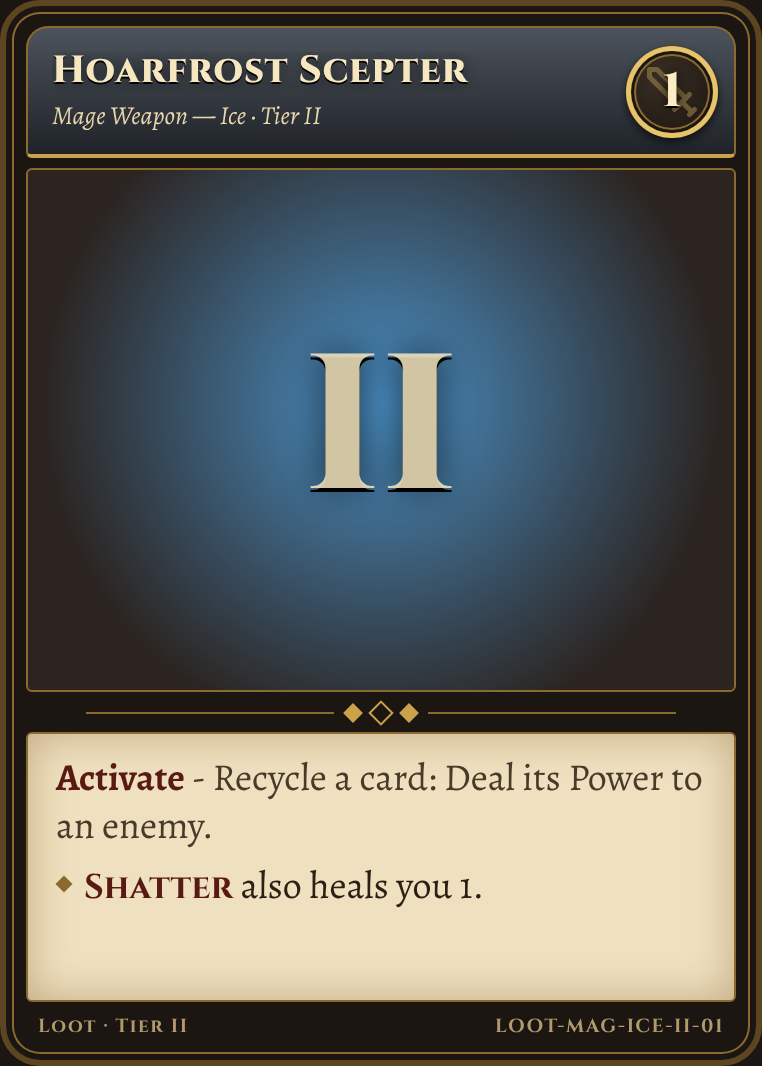 Hoarfrost Scepter
1
Mage Weapon — Ice · Tier II
II
Activate - Recycle a card: Deal its Power to
an enemy.
Shatter also heals you 1.
Loot · Tier II
LOOT-MAG-ICE-II-01